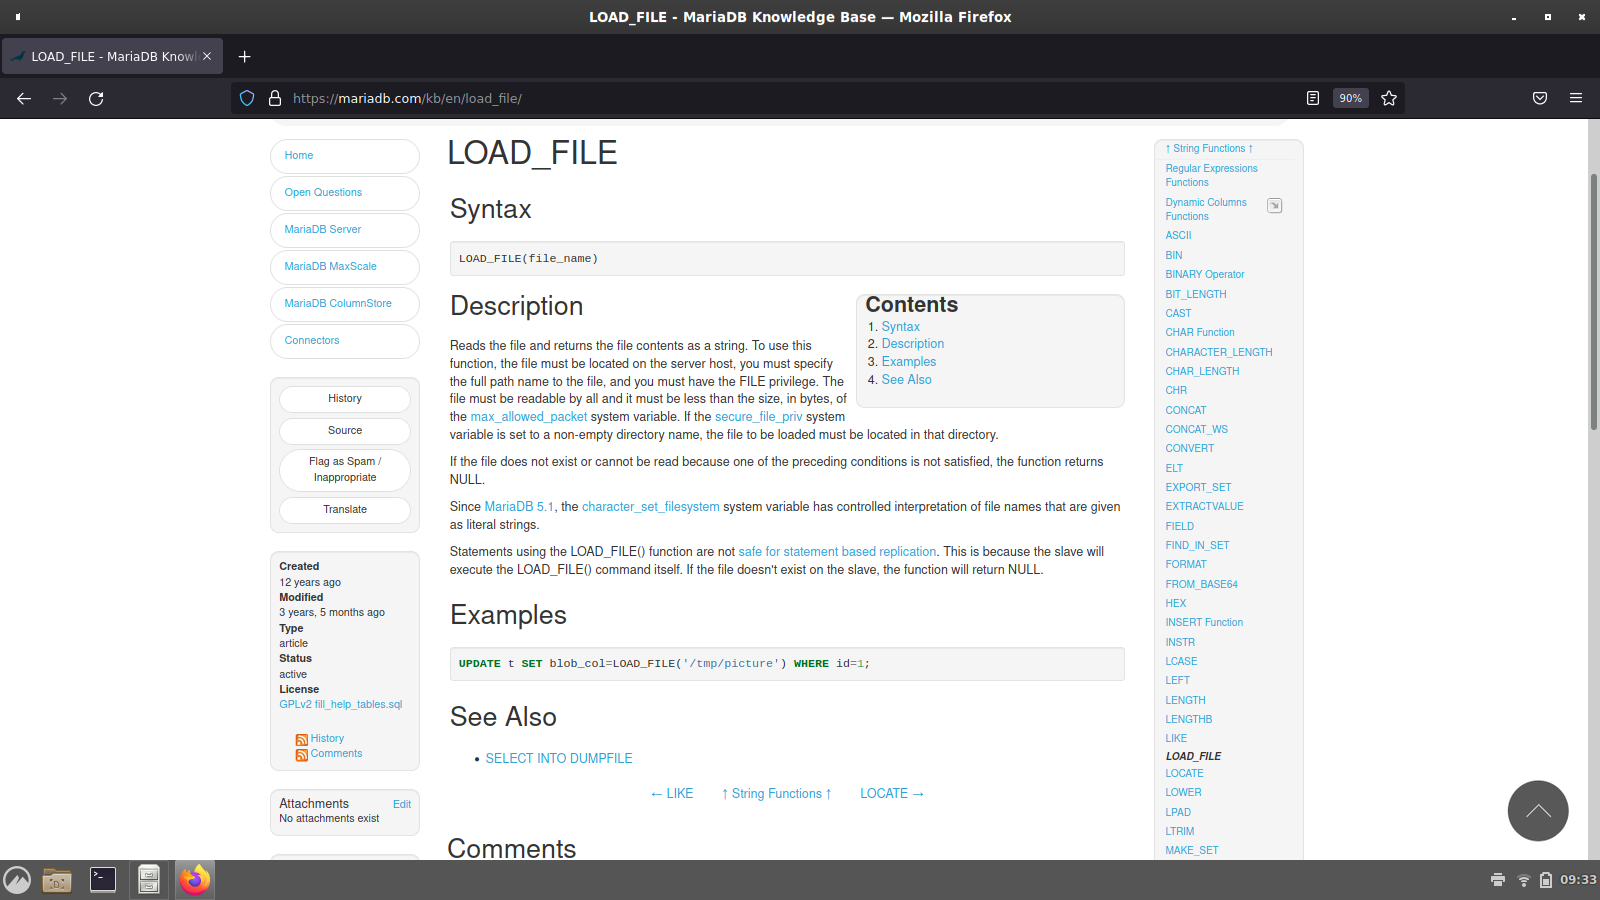 LOAD_FILE - MariaDB Knowledge Base — Mozilla Firefox
LOAD_FILE - MariaDB Knowl
https://mariadb.com/kb/en/load_file/
90%
Home
Open Questions
MariaDB Server
MariaDB MaxScale
MariaDB ColumnStore
Connectors
History
Source
Flag as Spam /
Inappropriate
Translate
Created
12 years ago
Modified
3 years, 5 months ago
Type
article
Status
active
License
GPLv2 fill_help_tables.sql
History
Comments
Attachments
Edit
No attachments exist
LOAD_FILE
Syntax
LOAD_FILE(file_name)
Description
Reads the file and returns the file contents as a string. To use this
function, the file must be located on the server host, you must specify
the full path name to the file, and you must have the FILE privilege. The
file must be readable by all and it must be less than the size, in bytes, of
the max_allowed_packet system variable. If the secure_file_priv system
variable is set to a non-empty directory name, the file to be loaded must be located in that directory.
Contents
1. Syntax
2. Description
3. Examples
4. See Also
If the file does not exist or cannot be read because one of the preceding conditions is not satisfied, the function returns
NULL.
Since MariaDB 5.1, the character_set_filesystem system variable has controlled interpretation of file names that are given
as literal strings.
Statements using the LOAD_FILE() function are not safe for statement based replication. This is because the slave will
execute the LOAD_FILE() command itself. If the file doesn't exist on the slave, the function will return NULL.
Examples
UPDATE t SET blob_col=LOAD_FILE('/tmp/picture') WHERE id=1;
See Also
• SELECT INTO DUMPFILE
← LIKE ↑ String Functions ↑ LOCATE →
Comments
↑ String Functions ↑
Regular Expressions
Functions
Dynamic Columns
Functions
ASCII
BIN
BINARY Operator
BIT_LENGTH
CAST
CHAR Function
CHARACTER_LENGTH
CHAR_LENGTH
CHR
CONCAT
CONCAT_WS
CONVERT
ELT
EXPORT_SET
EXTRACTVALUE
FIELD
FIND_IN_SET
FORMAT
FROM_BASE64
HEX
INSERT Function
INSTR
LCASE
LEFT
LENGTH
LENGTHB
LIKE
LOAD_FILE
LOCATE
LOWER
LPAD
LTRIM
MAKE_SET
09:33